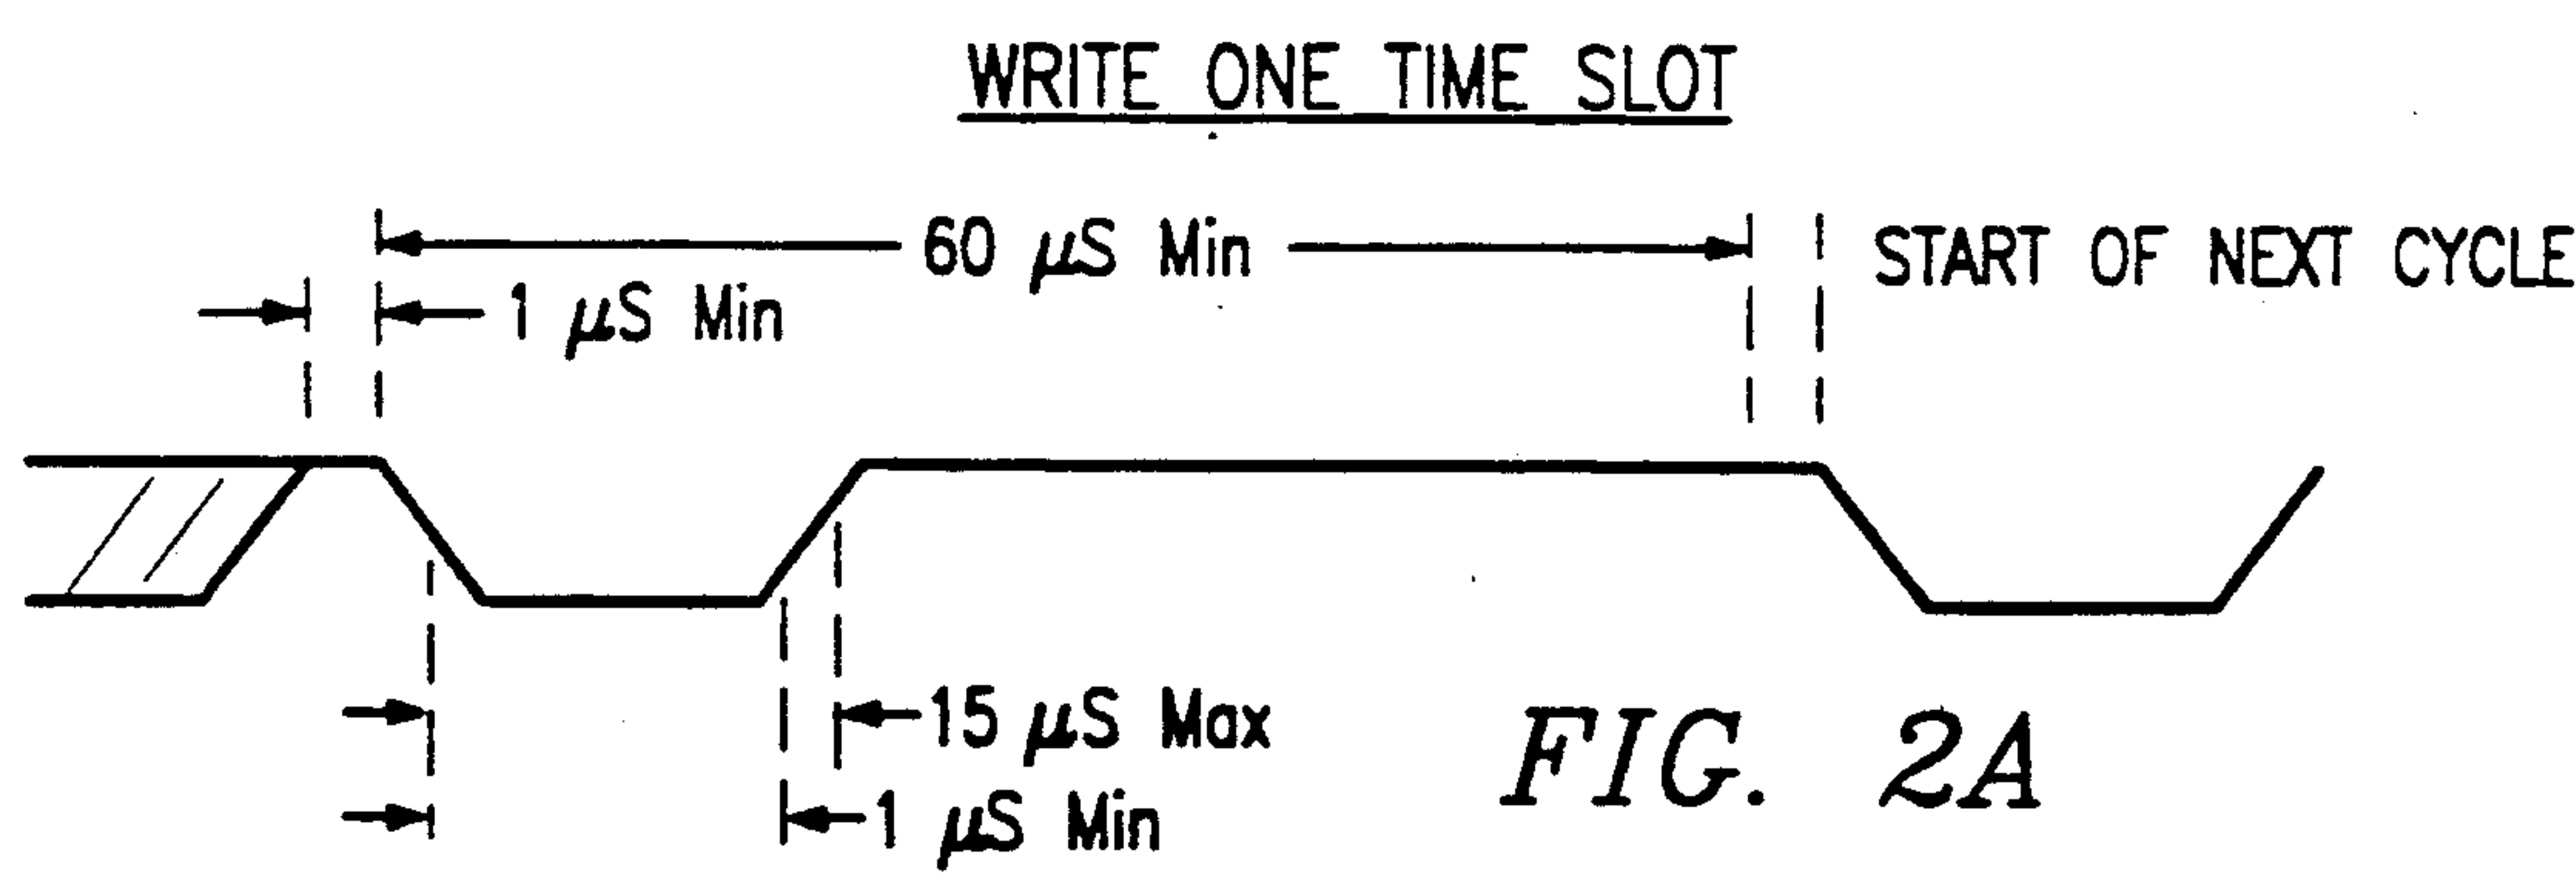 WRITE ONE TIME SLOT
60 µS Min
START OF NEXT CYCLE
1 µS Min
15 µS Max
1 µS Min
FIG. 2A